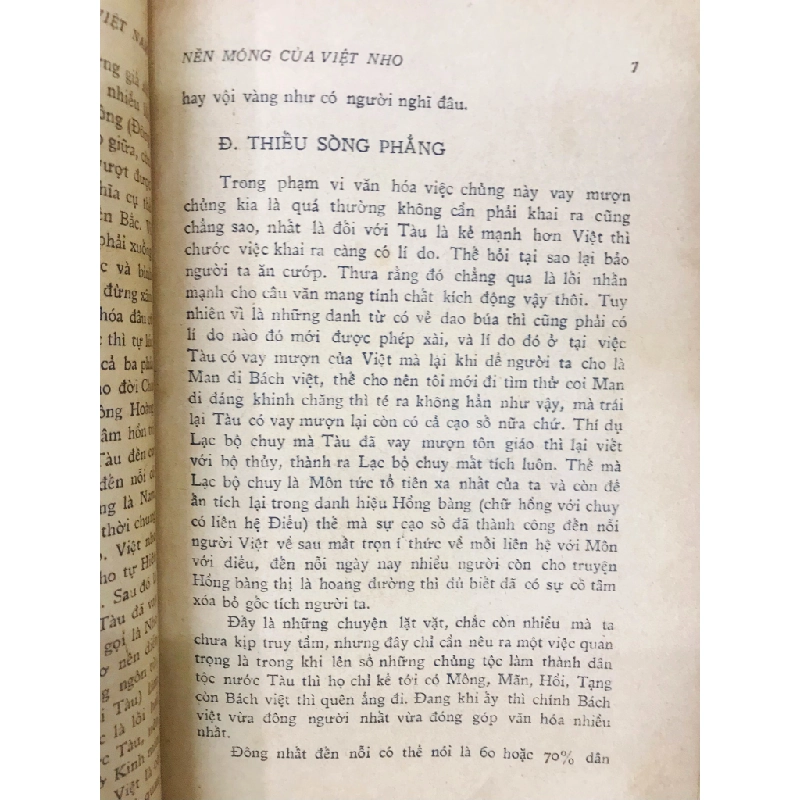 VIỆT NAM
NỀN MÓNG CỦA VIỆT NHO
7
hay vội vàng như có người nghĩ đâu.
Đ. THIỀU SÒNG PHẲNG
Trong phạm vi văn hóa việc chủng này vay mượn
chủng kia là quá thường không cần phải khai ra cũng
chẳng sao, nhất là đối với Tàu là kẻ mạnh hơn Việt thì
chước việc khai ra càng có lí do. Thế hỏi tại sao lại bảo
người ta ăn cướp. Thưa rằng đó chẳng qua là lối nhấn
mạnh cho câu văn mang tính chất kích động vậy thôi. Tuy
nhiên vì là những danh từ có vẻ dao búa thì cũng phải có
lí do nào đó mới được phép xài, và lí do đó ở tại việc
Tàu có vay mượn của Việt mà lại khi dể người ta cho là
Man di Bách việt, thế cho nên tôi mới đi tìm thử coi Man
di đáng khinh chăng thì té ra không hẳn như vậy, mà trái
lại Tàu có vay mượn lại còn có cả cạo sổ nữa chứ. Thí dụ
Lạc bộ chuy mà Tàu đã vay mượn tôn giáo thì lại viết
với bộ thủy, thành ra Lạc bộ chuy mất tích luôn. Thế mà
Lạc bộ chuy là Môn tức tổ tiên xa nhất của ta và còn để
ẩn tích lại trong danh hiệu Hồng bàng (chữ hồng với chuy
có liên hệ Điểu) thế mà sự cạo sổ đã thành công đến nỗi
người Việt về sau mất trọn í thức về mối liên hệ với Môn
với điểu, đến nỗi ngày nay nhiều người còn cho truyện
Hồng bàng thị là hoang đường thì đủ biết đã có sự cố tâm
xóa bỏ gốc tích người ta.
Đấy là những chuyện lặt vặt, chắc còn nhiều mà ta
chưa kịp truy tầm, nhưng đây chỉ cần nêu ra một việc quan
trọng là trong khi lên sổ những chủng tộc làm thành dân
tộc nước Tàu thì họ chỉ kể tới có Mông, Mãn, Hồi, Tạng
còn Bách việt thì quên ẳng đi. Đang khi ấy thì chính Bách
việt vừa đông người nhất vừa đóng góp văn hóa nhiều
nhất.
Đông nhất đến nỗi có thể nói là 60 hoặc 70% dân